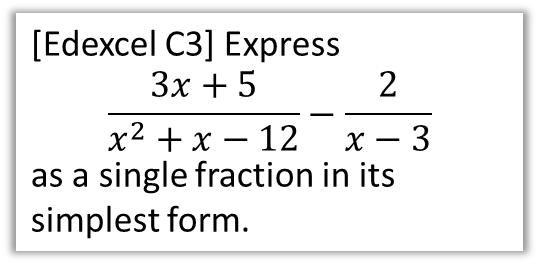 [Edexcel C3] Express
3x + 5 2
x² + x − 12 − x − 3
as a single fraction in its
simplest form.